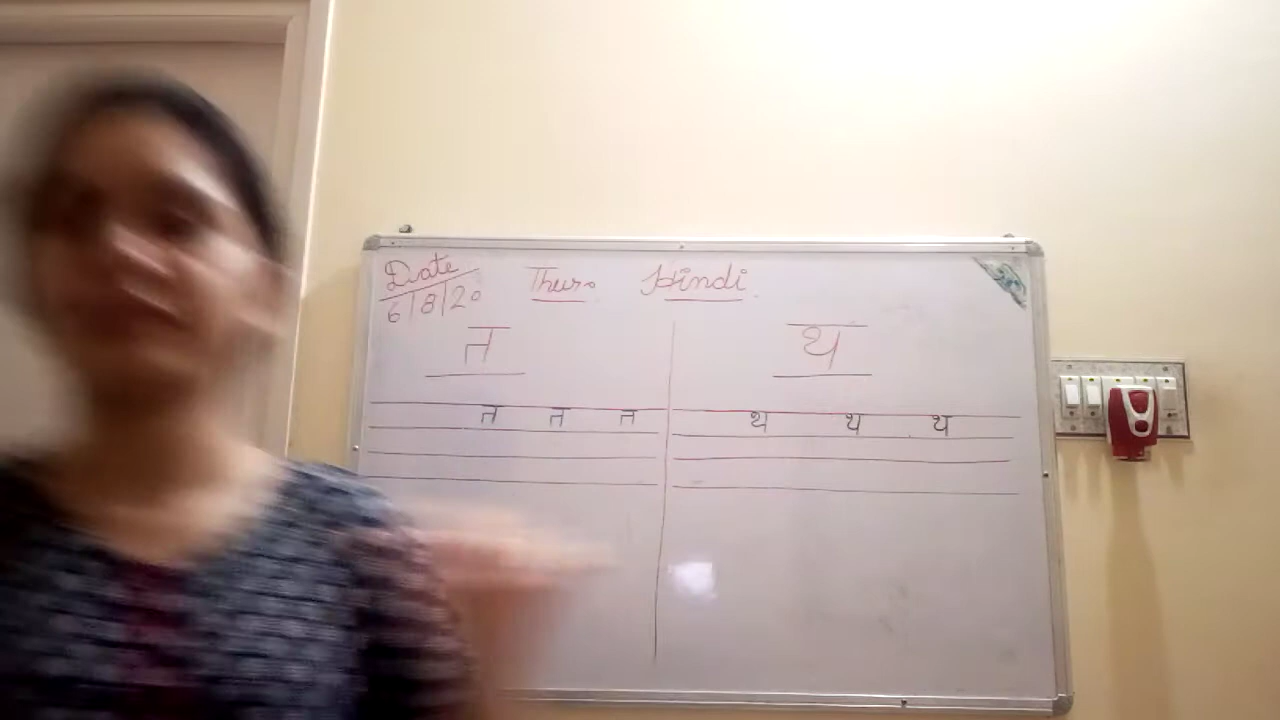 Date Thurs. Hindi.
6/8/20
त थ
त त त थ थ थ